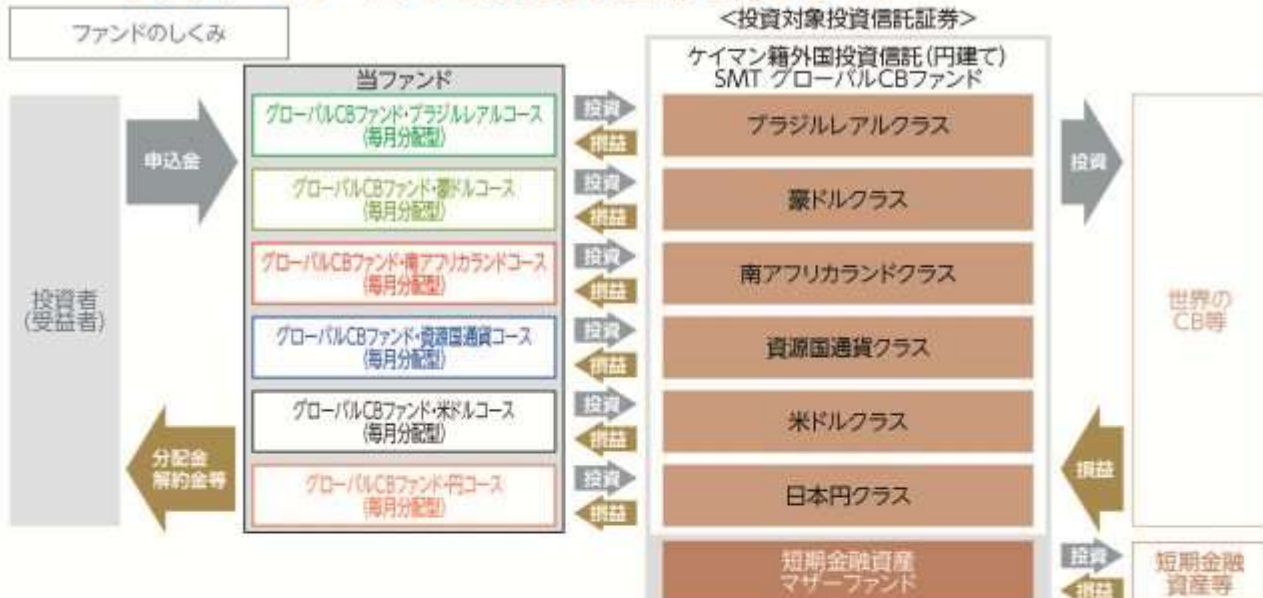 ファンドのしくみ
<投資対象投資信託証券>
ケイマン籍外国投資信託(円建て)
SMT グローバルCBファンド
当ファンド
投資者
(受益者)
申込金
分配金
解約金等
グローバルCBファンド・ブラジルレアルコース
(毎月分配型)
投資
損益
ブラジルレアルクラス
グローバルCBファンド・豪ドルコース
(毎月分配型)
投資
損益
豪ドルクラス
グローバルCBファンド・南アフリカランドコース
(毎月分配型)
投資
損益
南アフリカランドクラス
グローバルCBファンド・資源国通貨コース
(毎月分配型)
投資
損益
資源国通貨クラス
グローバルCBファンド・米ドルコース
(毎月分配型)
投資
損益
米ドルクラス
グローバルCBファンド・円コース
(毎月分配型)
投資
損益
日本円クラス
投資
損益
世界の
CB等
短期金融資産
マザーファンド
投資
損益
短期金融
資産等